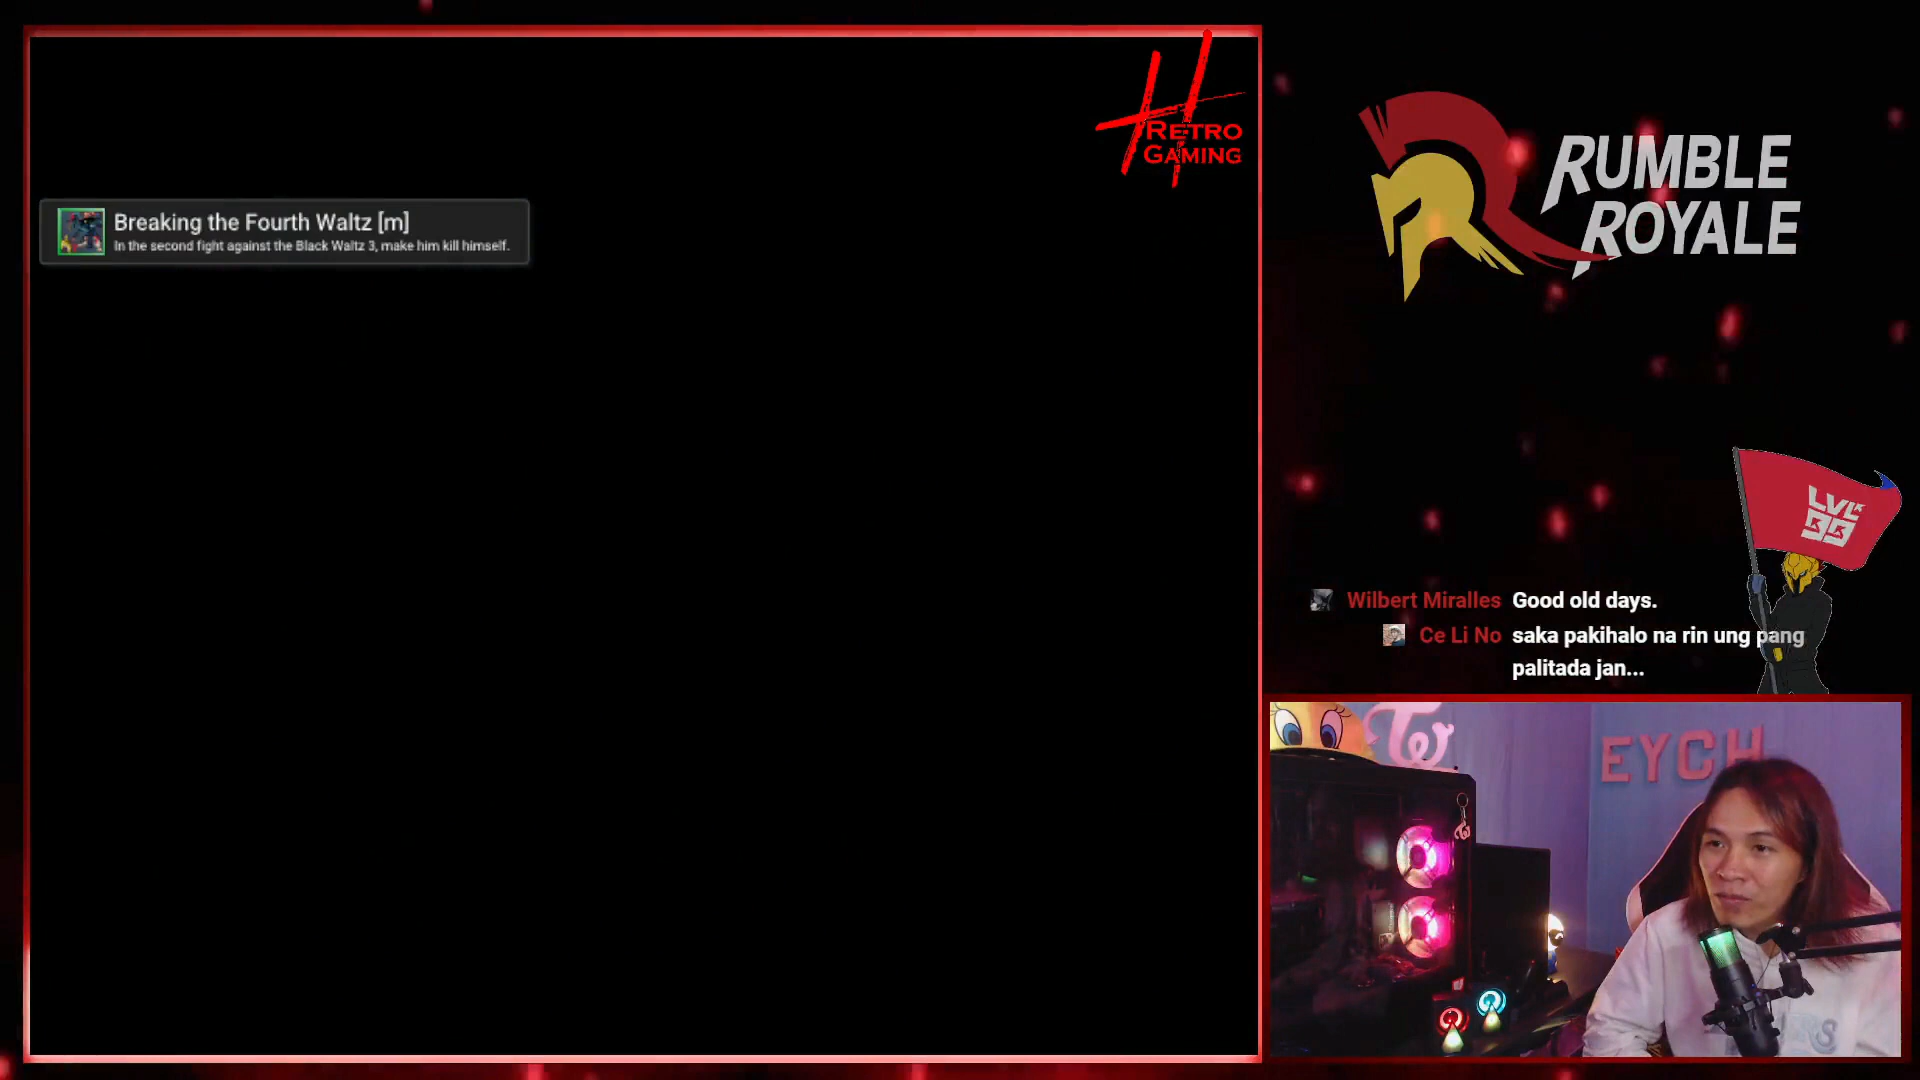 RETRO
GAMING
Breaking the Fourth Waltz [m]
In the second fight against the Black Waltz 3, make him kill himself.
RUMBLE
ROYALE
LVL
99
Wilbert Miralles Good old days.
Ce Li No saka pakihalo na rin ung pang
palitada jan...
EYCH